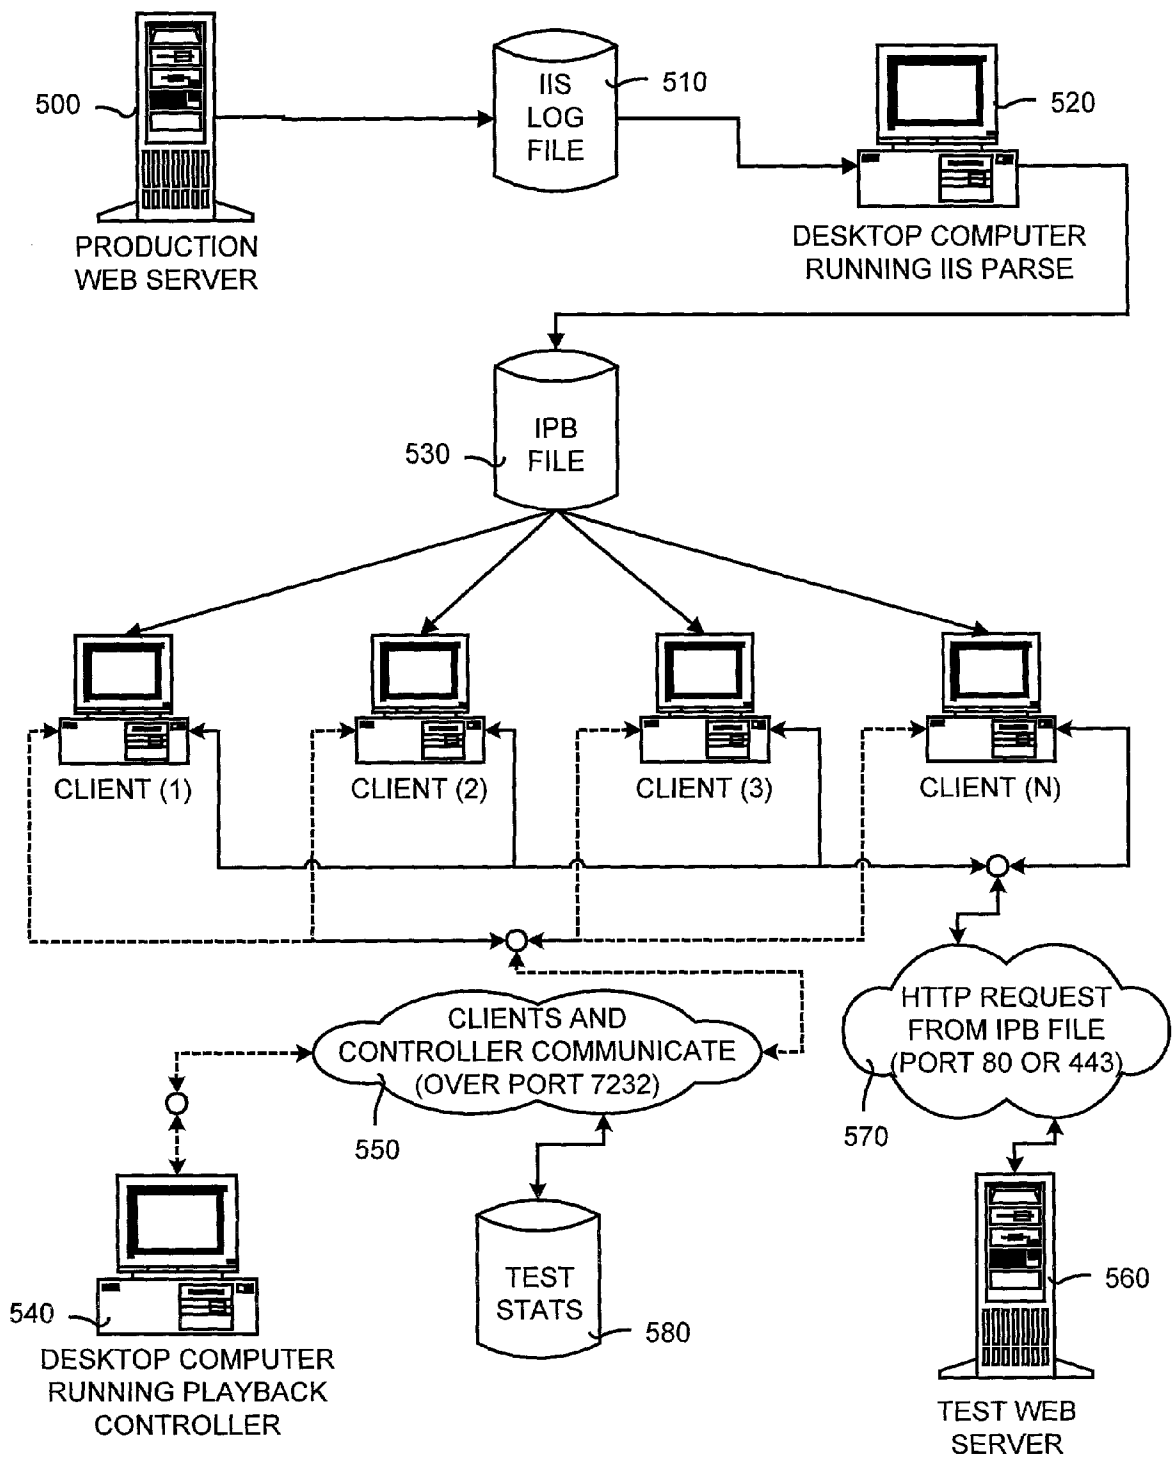 500
IIS
LOG
FILE
510
520
PRODUCTION
WEB SERVER
DESKTOP COMPUTER
RUNNING IIS PARSE
IPB
FILE
530
CLIENT (1)
CLIENT (2)
CLIENT (3)
CLIENT (N)
CLIENTS AND
CONTROLLER COMMUNICATE
(OVER PORT 7232)
550
HTTP REQUEST
FROM IPB FILE
(PORT 80 OR 443)
570
540
DESKTOP COMPUTER
RUNNING PLAYBACK
CONTROLLER
TEST
STATS
580
560
TEST WEB
SERVER